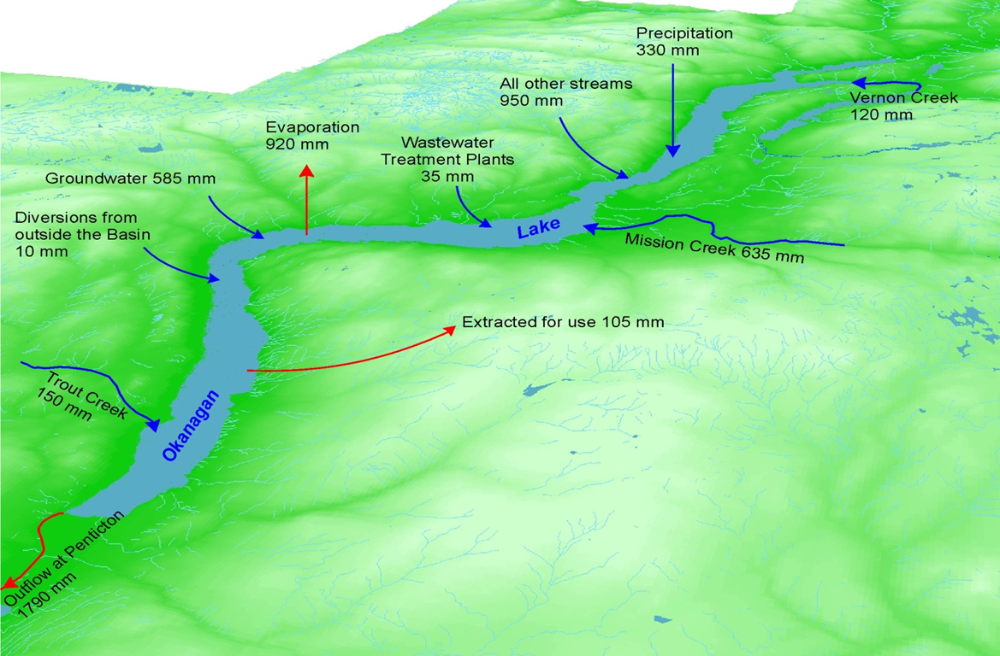 Precipitation
330 mm
All other streams
950 mm
Vernon Creek
120 mm
Evaporation
920 mm
Wastewater
Treatment Plants
35 mm
Groundwater 585 mm
Diversions from
outside the Basin
10 mm
Lake
Mission Creek 635 mm
Extracted for use 105 mm
Trout Creek
150 mm
Okanagan
Outflow at Penticton
1790 mm